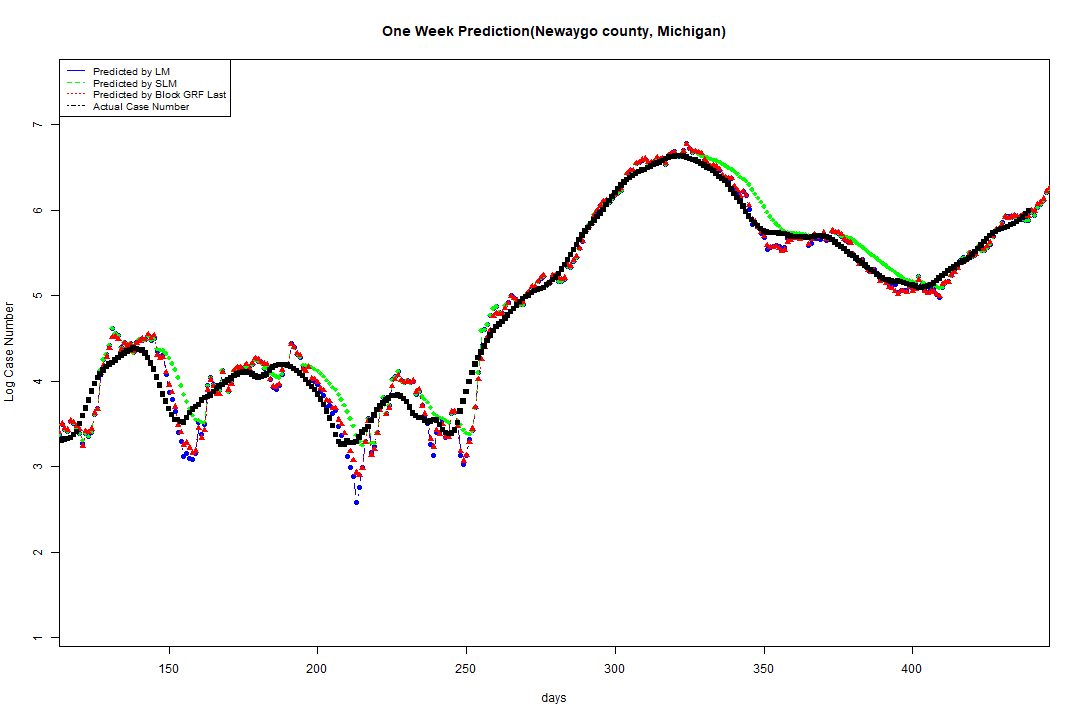 One Week Prediction(Newaygo county, Michigan)
Predicted by LM
Predicted by SLM
Predicted by Block GRF Last
Actual Case Number
7
6
5
4
3
2
1
Log Case Number
150 200 250 300 350 400
days